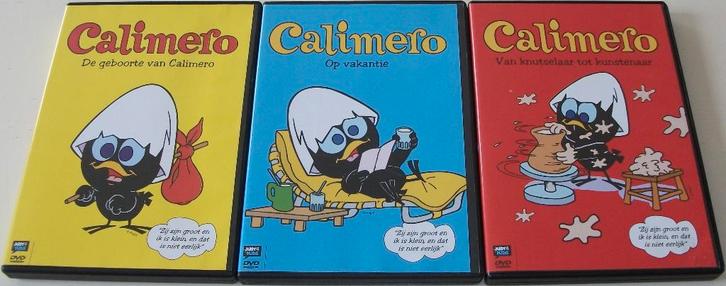 Calimero
De geboorte van Calimero
"Zij zijn groot en
ik is klein, en dat
is niet eerlijk"
DVD
Calimero
Op vakantie
"Zij zijn groot en
ik is klein, en dat
is niet eerlijk"
DVD
Calimero
Van knutselaar tot kunstenaar
"Zij zijn groot en
ik is klein, en dat
is niet eerlijk"
DVD